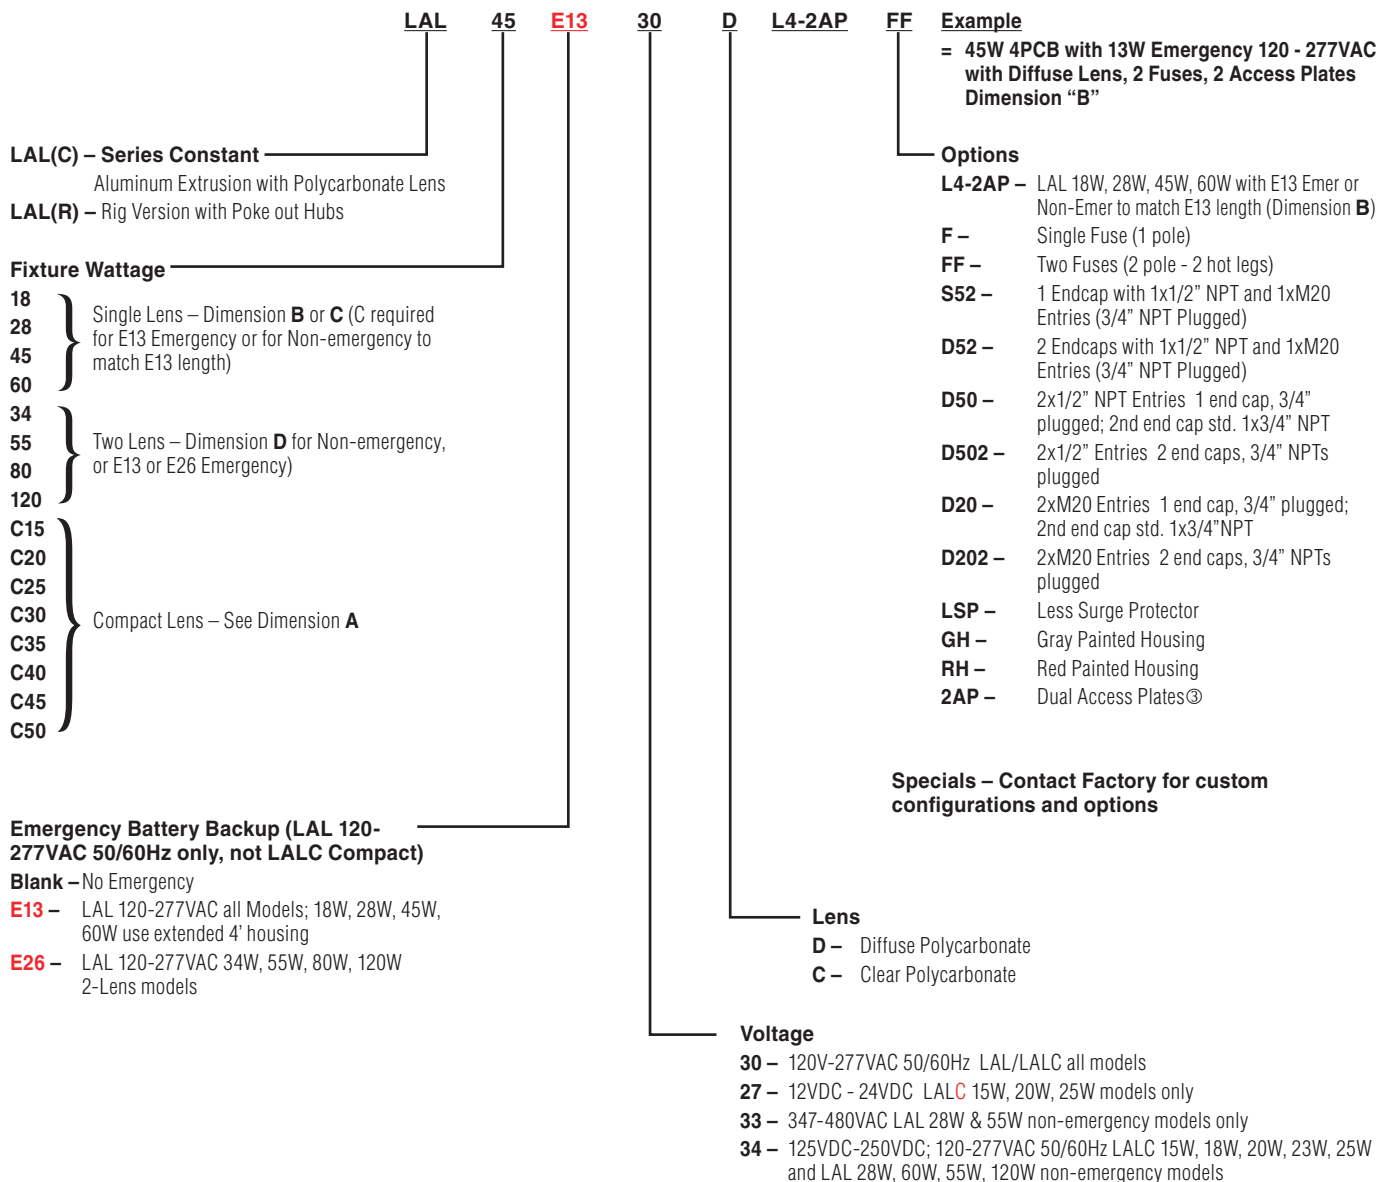 LAL 45 E13 30 D L4-2AP FF Example
= 45W 4PCB with 13W Emergency 120 - 277VAC
with Diffuse Lens, 2 Fuses, 2 Access Plates
Dimension “B”
LAL(C) – Series Constant
Aluminum Extrusion with Polycarbonate Lens
LAL(R) – Rig Version with Poke out Hubs
Fixture Wattage
18
28
45
60
Single Lens – Dimension B or C (C required
for E13 Emergency or for Non-emergency to
match E13 length)
34
55
80
120
Two Lens – Dimension D for Non-emergency,
or E13 or E26 Emergency)
C15
C20
C25
C30
C35
C40
C45
C50
Compact Lens – See Dimension A
Emergency Battery Backup (LAL 120-
277VAC 50/60Hz only, not LALC Compact)
Blank – No Emergency
E13 – LAL 120-277VAC all Models; 18W, 28W, 45W,
60W use extended 4’ housing
E26 – LAL 120-277VAC 34W, 55W, 80W, 120W
2-Lens models
Options
L4-2AP – LAL 18W, 28W, 45W, 60W with E13 Emer or
Non-Emer to match E13 length (Dimension B)
F – Single Fuse (1 pole)
FF – Two Fuses (2 pole - 2 hot legs)
S52 – 1 Endcap with 1x1/2” NPT and 1xM20
Entries (3/4” NPT Plugged)
D52 – 2 Endcaps with 1x1/2” NPT and 1xM20
Entries (3/4” NPT Plugged)
D50 – 2x1/2” NPT Entries 1 end cap, 3/4”
plugged; 2nd end cap std. 1x3/4” NPT
D502 – 2x1/2” Entries 2 end caps, 3/4” NPTs
plugged
D20 – 2xM20 Entries 1 end cap, 3/4” plugged;
2nd end cap std. 1x3/4”NPT
D202 – 2xM20 Entries 2 end caps, 3/4” NPTs
plugged
LSP – Less Surge Protector
GH – Gray Painted Housing
RH – Red Painted Housing
2AP – Dual Access Plates③
Specials – Contact Factory for custom
configurations and options
Lens
D – Diffuse Polycarbonate
C – Clear Polycarbonate
Voltage
30 – 120V-277VAC 50/60Hz LAL/LALC all models
27 – 12VDC - 24VDC LALC 15W, 20W, 25W models only
33 – 347-480VAC LAL 28W & 55W non-emergency models only
34 – 125VDC-250VDC; 120-277VAC 50/60Hz LALC 15W, 18W, 20W, 23W, 25W
and LAL 28W, 60W, 55W, 120W non-emergency models